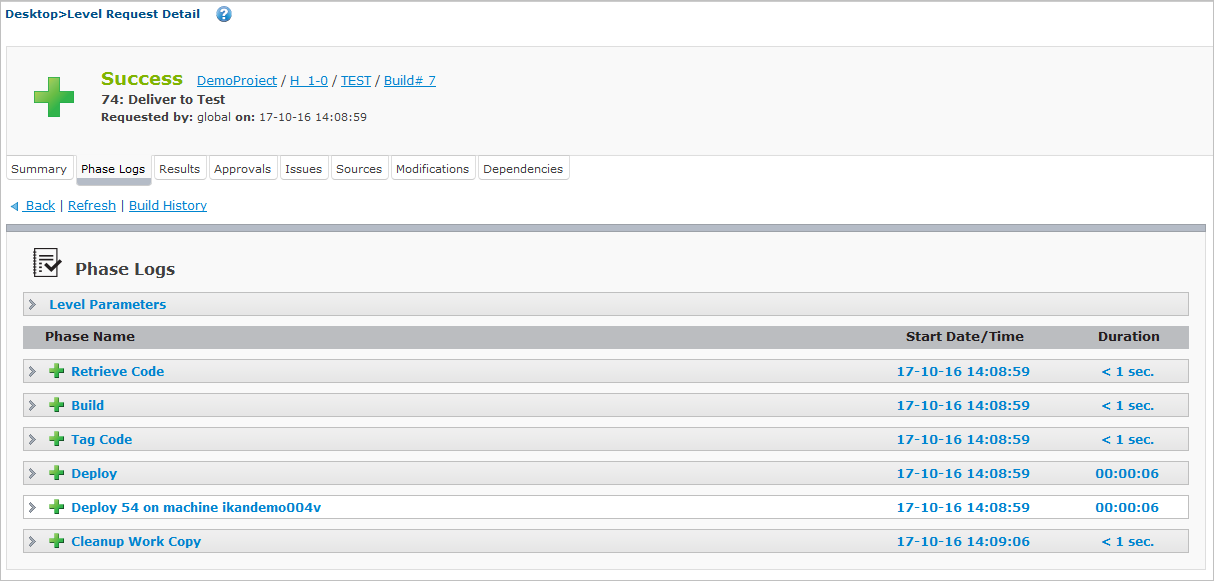 Desktop>Level Request Detail ?
Success DemoProject / H_1-0 / TEST / Build# 7
74: Deliver to Test
Requested by: global on: 17-10-16 14:08:59
Summary Phase Logs Results Approvals Issues Sources Modifications Dependencies
Back | Refresh | Build History
Phase Logs
Level Parameters
Phase Name Start Date/Time Duration
Retrieve Code 17-10-16 14:08:59 < 1 sec.
Build 17-10-16 14:08:59 < 1 sec.
Tag Code 17-10-16 14:08:59 < 1 sec.
Deploy 17-10-16 14:08:59 00:00:06
Deploy 54 on machine ikandemo004v 17-10-16 14:08:59 00:00:06
Cleanup Work Copy 17-10-16 14:09:06 < 1 sec.